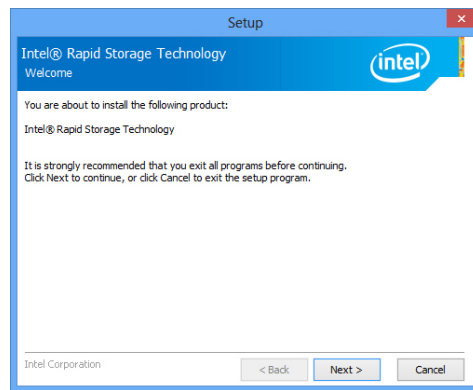 Setup
Intel® Rapid Storage Technology
Welcome
intel
You are about to install the following product:
Intel® Rapid Storage Technology
It is strongly recommended that you exit all programs before continuing.
Click Next to continue, or click Cancel to exit the setup program.
Intel Corporation
< Back Next > Cancel